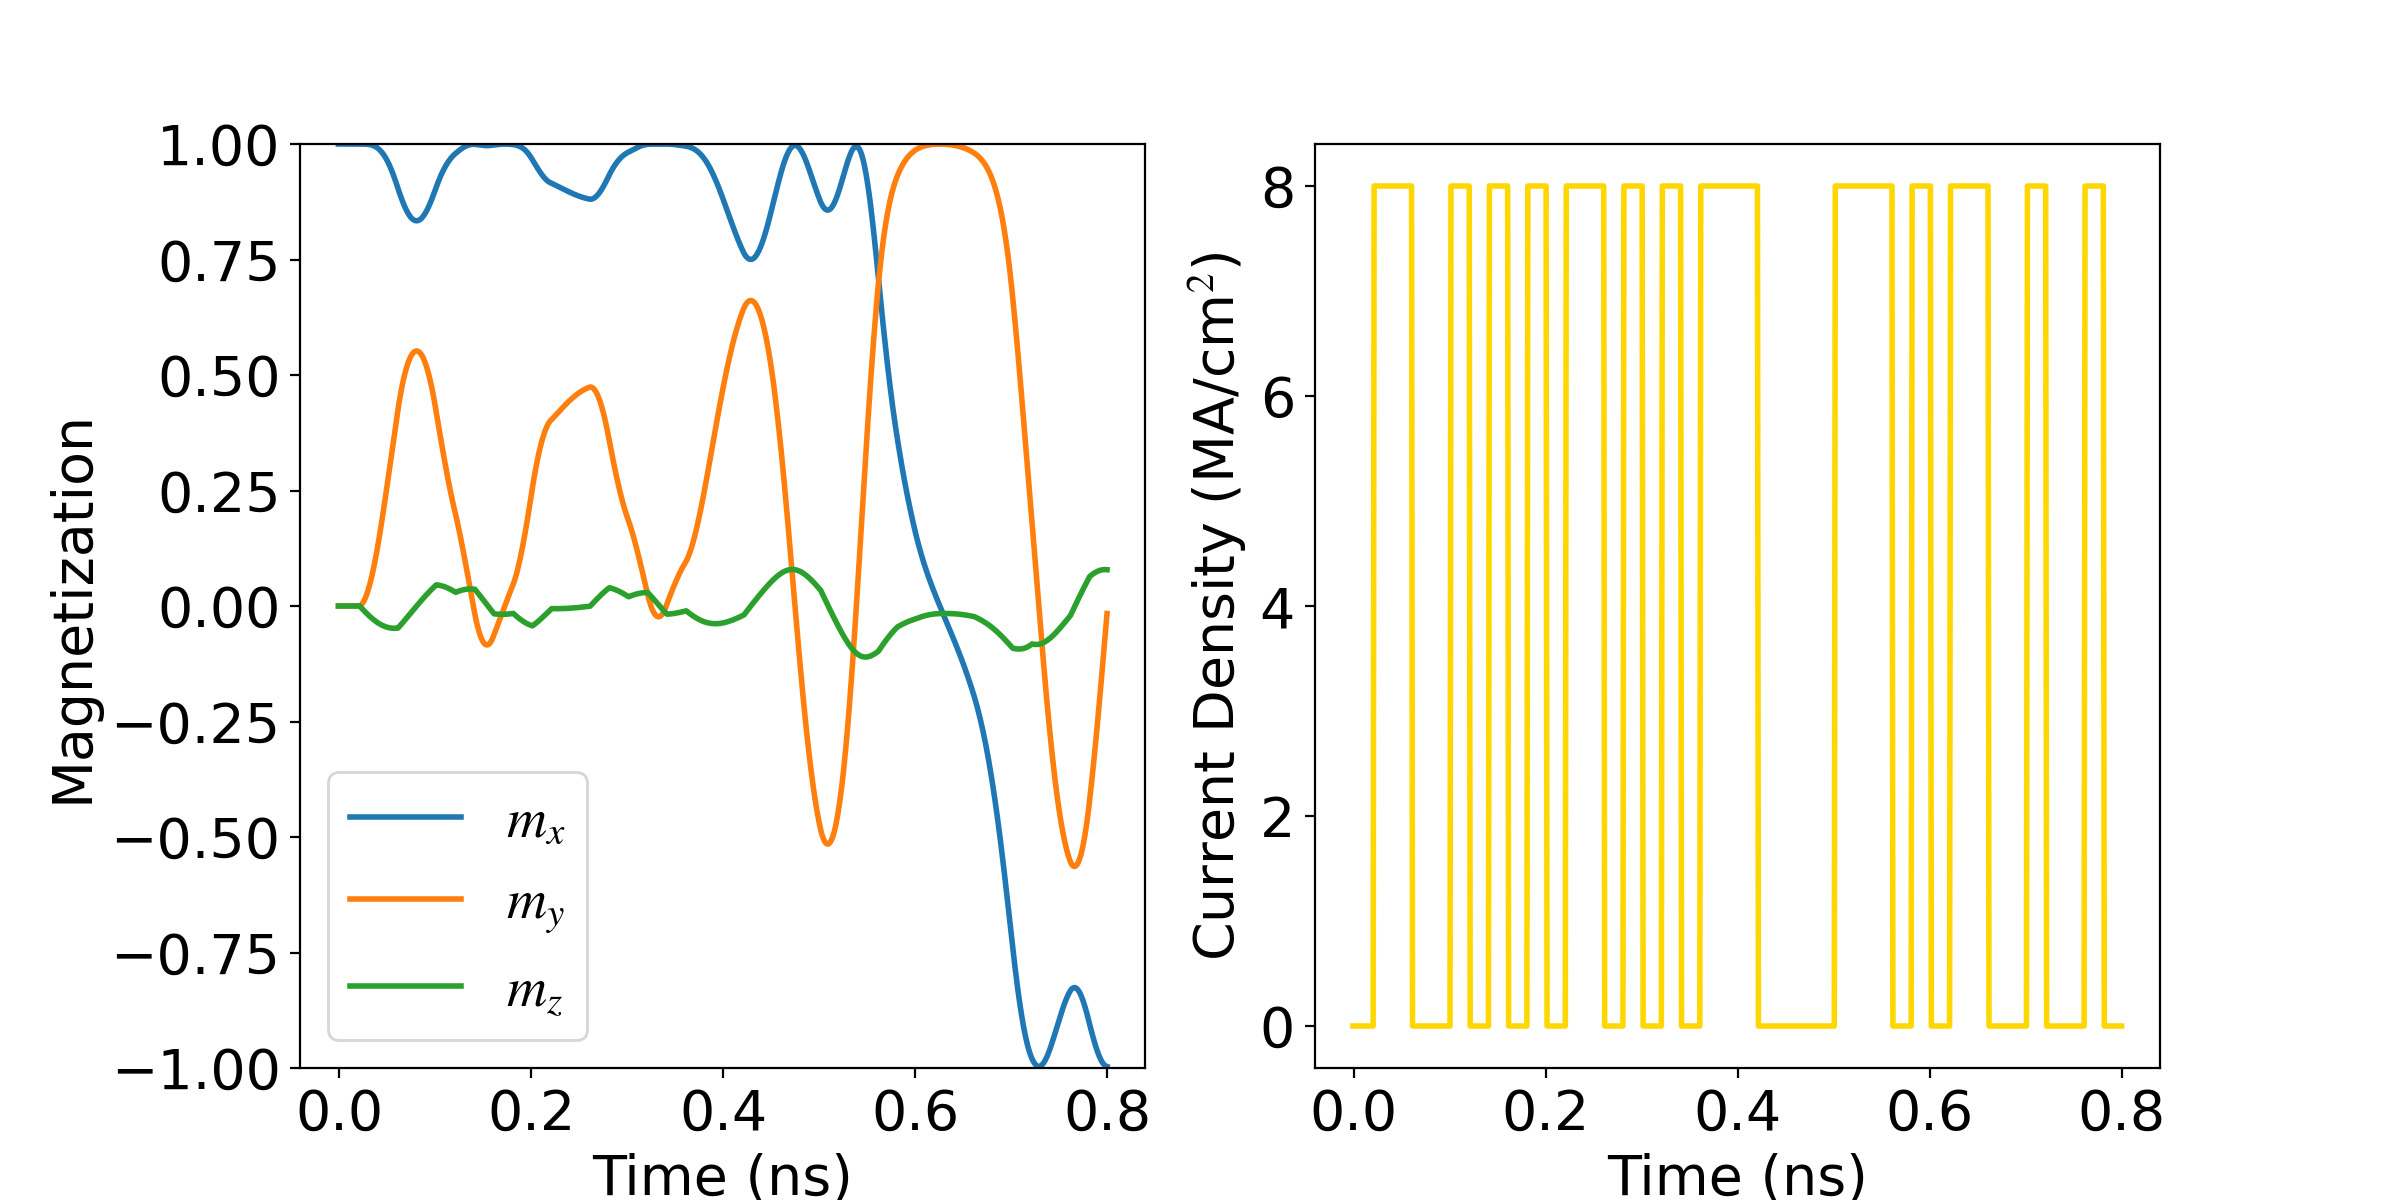 1.00
0.75
0.50
0.25
0.00
−0.25
−0.50
−0.75
−1.00
Magnetization
0.0 0.2 0.4 0.6 0.8
Time (ns)
m_x
m_y
m_z
8
6
4
2
0
Current Density (MA/cm²)
0.0 0.2 0.4 0.6 0.8
Time (ns)